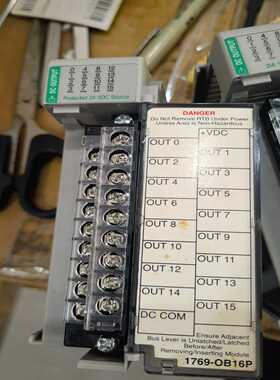 DC OUTPUT
Protected 24 VDC Source
DC OUTPUT
24 V
DANGER
Do Not Remove RTB Under Power
Unless Area is Non-Hazardous
+VDC
OUT 0
OUT 1
OUT 2
OUT 3
OUT 4
OUT 5
OUT 6
OUT 7
OUT 8
OUT 9
OUT 10
OUT 11
OUT 12
OUT 13
OUT 14
OUT 15
DC COM
Ensure Adjacent
Bus Lever is Unlatched/Latched
Before/After
Removing/Inserting Module
1769-OB16P